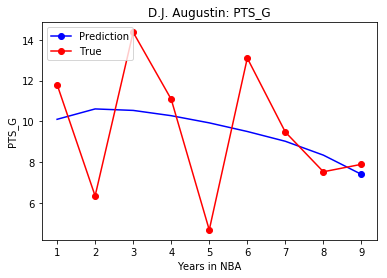 D.J. Augustin: PTS_G
Prediction
True
14
12
10
8
6
PTS_G
1 2 3 4 5 6 7 8 9
Years in NBA